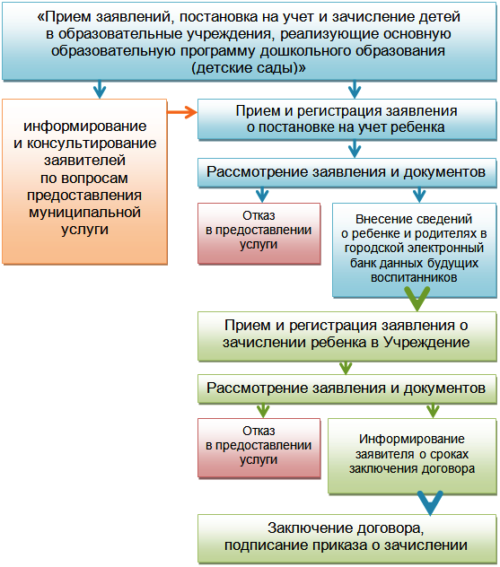 «Прием заявлений, постановка на учет и зачисление детей
в образовательные учреждения, реализующие основную
образовательную программу дошкольного образования
(детские сады)»
информирование
и консультирование
заявителей
по вопросам
предоставления
муниципальной
услуги
Прием и регистрация заявления
о постановке на учет ребенка
Рассмотрение заявления и документов
Отказ
в предоставлении
услуги
Внесение сведений
о ребенке и родителях в
городской электронный
банк данных будущих
воспитанников
Прием и регистрация заявления о
зачислении ребенка в Учреждение
Рассмотрение заявления и документов
Отказ
в предоставлении
услуги
Информирование
заявителя о сроках
заключения договора
Заключение договора,
подписание приказа о зачислении